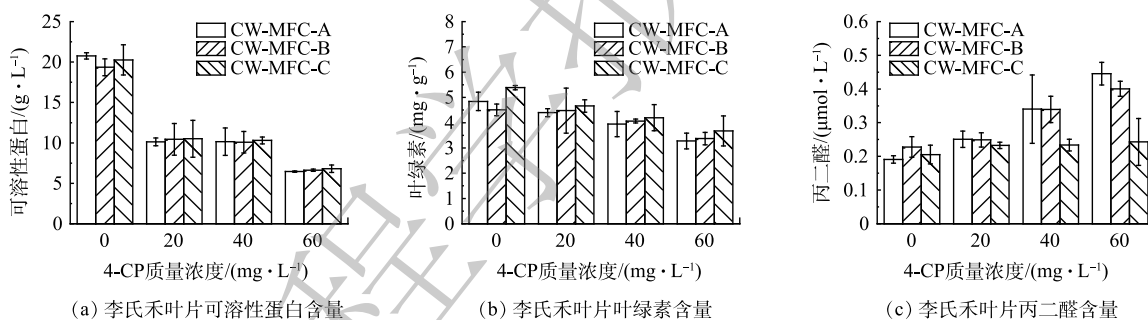 25
20
15
10
5
0
可溶性蛋白/(g·L⁻¹)
CW-MFC-A
CW-MFC-B
CW-MFC-C
0 20 40 60
4-CP质量浓度/(mg·L⁻¹)
(a) 李氏禾叶片可溶性蛋白含量
8
7
6
5
4
3
2
1
0
叶绿素/(mg·g⁻¹)
CW-MFC-A
CW-MFC-B
CW-MFC-C
0 20 40 60
4-CP质量浓度/(mg·L⁻¹)
(b) 李氏禾叶片叶绿素含量
0.6
0.5
0.4
0.3
0.2
0.1
0
丙二醛/(μmol·L⁻¹)
CW-MFC-A
CW-MFC-B
CW-MFC-C
0 20 40 60
4-CP质量浓度/(mg·L⁻¹)
(c) 李氏禾叶片丙二醛含量